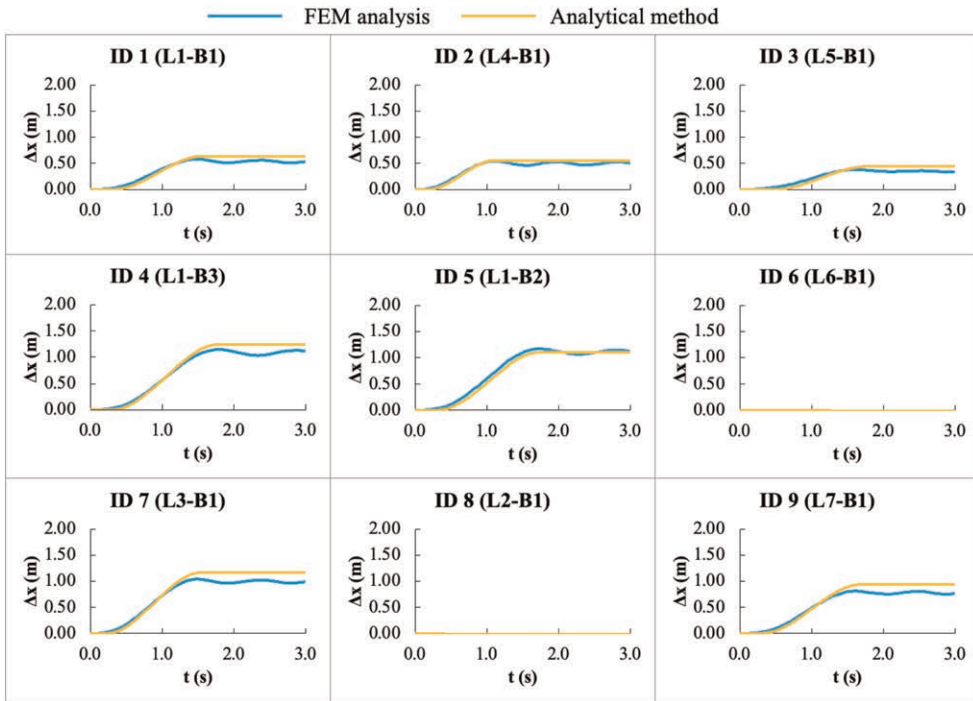 FEM analysis Analytical method
ID 1 (L1-B1) ID 2 (L4-B1) ID 3 (L5-B1)
2.00 2.00 2.00
1.50 1.50 1.50
1.00 1.00 1.00
0.50 0.50 0.50
0.00 0.00 0.00
Δx (m) Δx (m) Δx (m)
0.0 1.0 2.0 3.0 0.0 1.0 2.0 3.0 0.0 1.0 2.0 3.0
t (s) t (s) t (s)
ID 4 (L1-B3) ID 5 (L1-B2) ID 6 (L6-B1)
2.00 2.00 2.00
1.50 1.50 1.50
1.00 1.00 1.00
0.50 0.50 0.50
0.00 0.00 0.00
Δx (m) Δx (m) Δx (m)
0.0 1.0 2.0 3.0 0.0 1.0 2.0 3.0 0.0 1.0 2.0 3.0
t (s) t (s) t (s)
ID 7 (L3-B1) ID 8 (L2-B1) ID 9 (L7-B1)
2.00 2.00 2.00
1.50 1.50 1.50
1.00 1.00 1.00
0.50 0.50 0.50
0.00 0.00 0.00
Δx (m) Δx (m) Δx (m)
0.0 1.0 2.0 3.0 0.0 1.0 2.0 3.0 0.0 1.0 2.0 3.0
t (s) t (s) t (s)